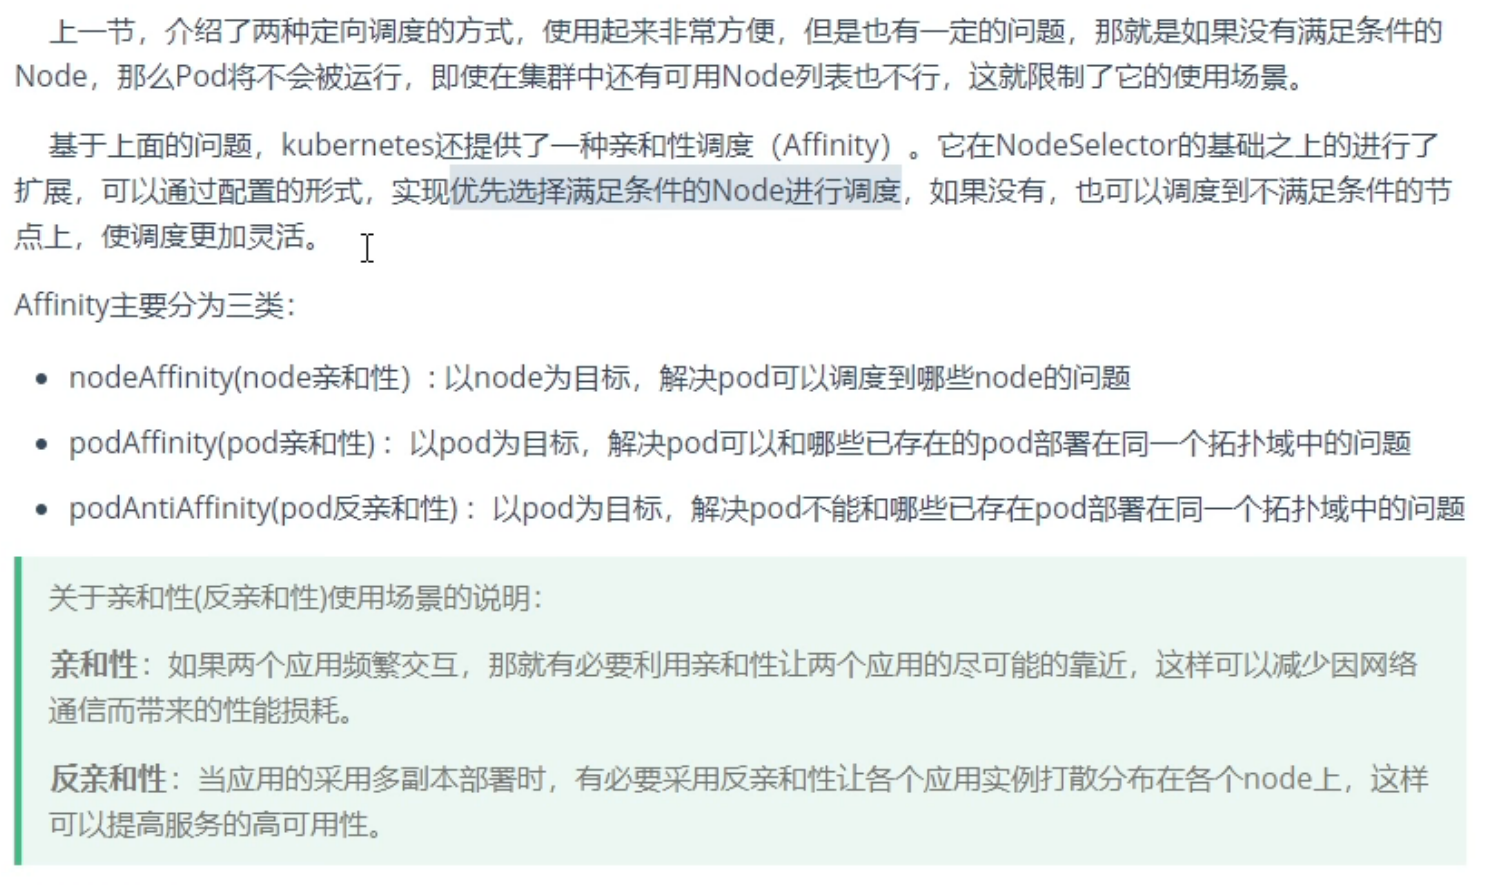 上一节，介绍了两种定向调度的方式，使用起来非常方便，但是也有一定的问题，那就是如果没有满足条件的
Node，那么Pod将不会被运行，即使在集群中还有可用Node列表也不行，这就限制了它的使用场景。
基于上面的问题，kubernetes还提供了一种亲和性调度（Affinity）。它在NodeSelector的基础之上的进行了
扩展，可以通过配置的形式，实现优先选择满足条件的Node进行调度，如果没有，也可以调度到不满足条件的节
点上，使调度更加灵活。
Affinity主要分为三类：
• nodeAffinity(node亲和性）: 以node为目标，解决pod可以调度到哪些node的问题
• podAffinity(pod亲和性) :  以pod为目标，解决pod可以和哪些已存在的pod部署在同一个拓扑域中的问题
• podAntiAffinity(pod反亲和性) :  以pod为目标，解决pod不能和哪些已存在pod部署在同一个拓扑域中的问题
关于亲和性(反亲和性)使用场景的说明：
亲和性：如果两个应用频繁交互，那就有必要利用亲和性让两个应用的尽可能的靠近，这样可以减少因网络
通信而带来的性能损耗。
反亲和性：当应用的采用多副本部署时，有必要采用反亲和性让各个应用实例打散分布在各个node上，这样
可以提高服务的高可用性。